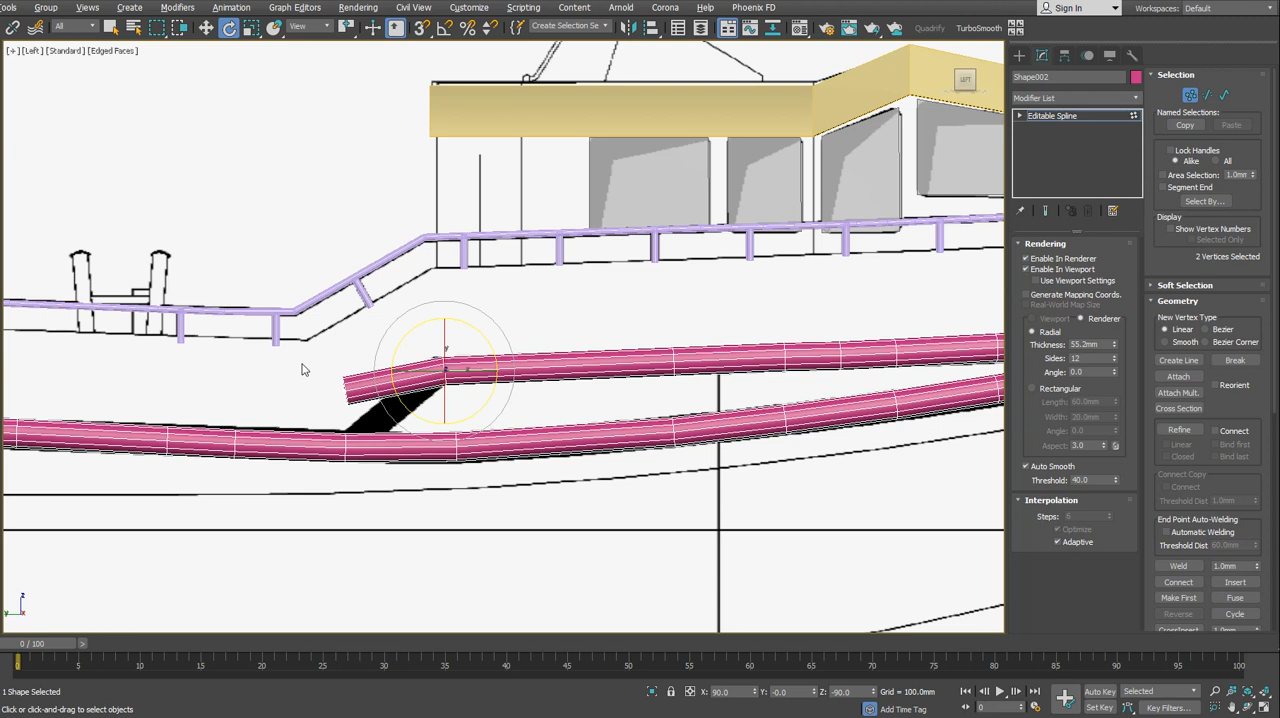 Tools Group Views Create Modifiers Animation Graph Editors Rendering Civil View Customize Scripting Content Arnold Corona Help Phoenix FD Sign In Workspaces: Default
All View Create Selection Se Quadrify TurboSmooth
[+] [Left] [Standard] [Edged Faces]
LEFT
y
x
z
y x
0 / 100 >
0 5 10 15 20 25 30 35 40 45 50 55 60 65 70 75 80 85 90 95 100
1 Shape Selected
Click or click-and-drag to select objects
X: 90.0 Y: -0.0 Z: -90.0 Grid = 100.0mm
Add Time Tag
Auto Key Selected
0 Set Key Key Filters...
Shape002
Modifier List
Editable Spline
Rendering
Enable In Renderer
Enable In Viewport
Use Viewport Settings
Generate Mapping Coords.
Real-World Map Size
Viewport Renderer
Radial
Thickness: 55.2mm
Sides: 12
Angle: 0.0
Rectangular
Length: 60.0mm
Width: 20.0mm
Angle: 0.0
Aspect: 3.0
Auto Smooth
Threshold: 40.0
Interpolation
Steps: 6
Optimize
Adaptive
Selection
Named Selections:
Copy Paste
Lock Handles
Alike All
Area Selection: 1.0mm
Segment End
Select By...
Display
Show Vertex Numbers
Selected Only
2 Vertices Selected
Soft Selection
Geometry
New Vertex Type
Linear Bezier
Smooth Bezier Corner
Create Line Break
Attach Reorient
Attach Mult.
Cross Section
Refine Connect
Linear Bind first
Closed Bind last
Connect Copy
Connect
Threshold Dist 1.0mm
End Point Auto-Welding
Automatic Welding
Threshold Dist 60.0mm
Weld 1.0mm
Connect Insert
Make First Fuse
Reverse Cycle
CrossInsert 1.0mm